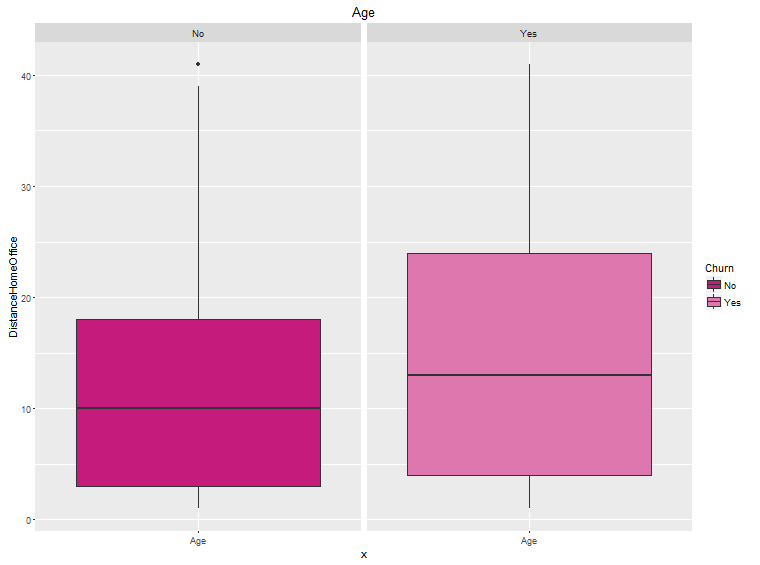 Age
No
Yes
40
30
20
10
0
DistanceHomeOffice
Age
Age
x
Churn
No
Yes